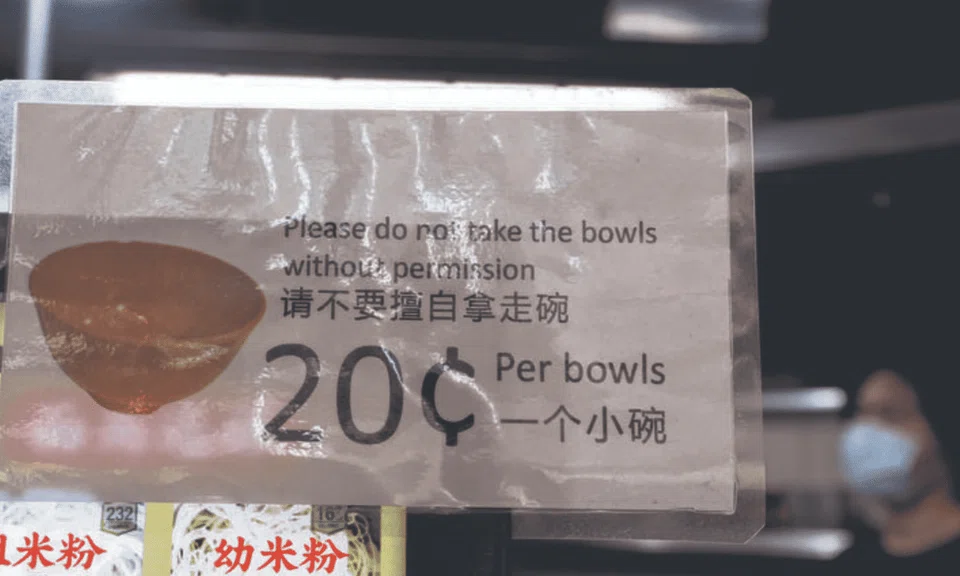 Please do not take the bowls
without permission
请不要擅自拿走碗
20¢
Per bowls
一个小碗
232
米粉
幼米粉